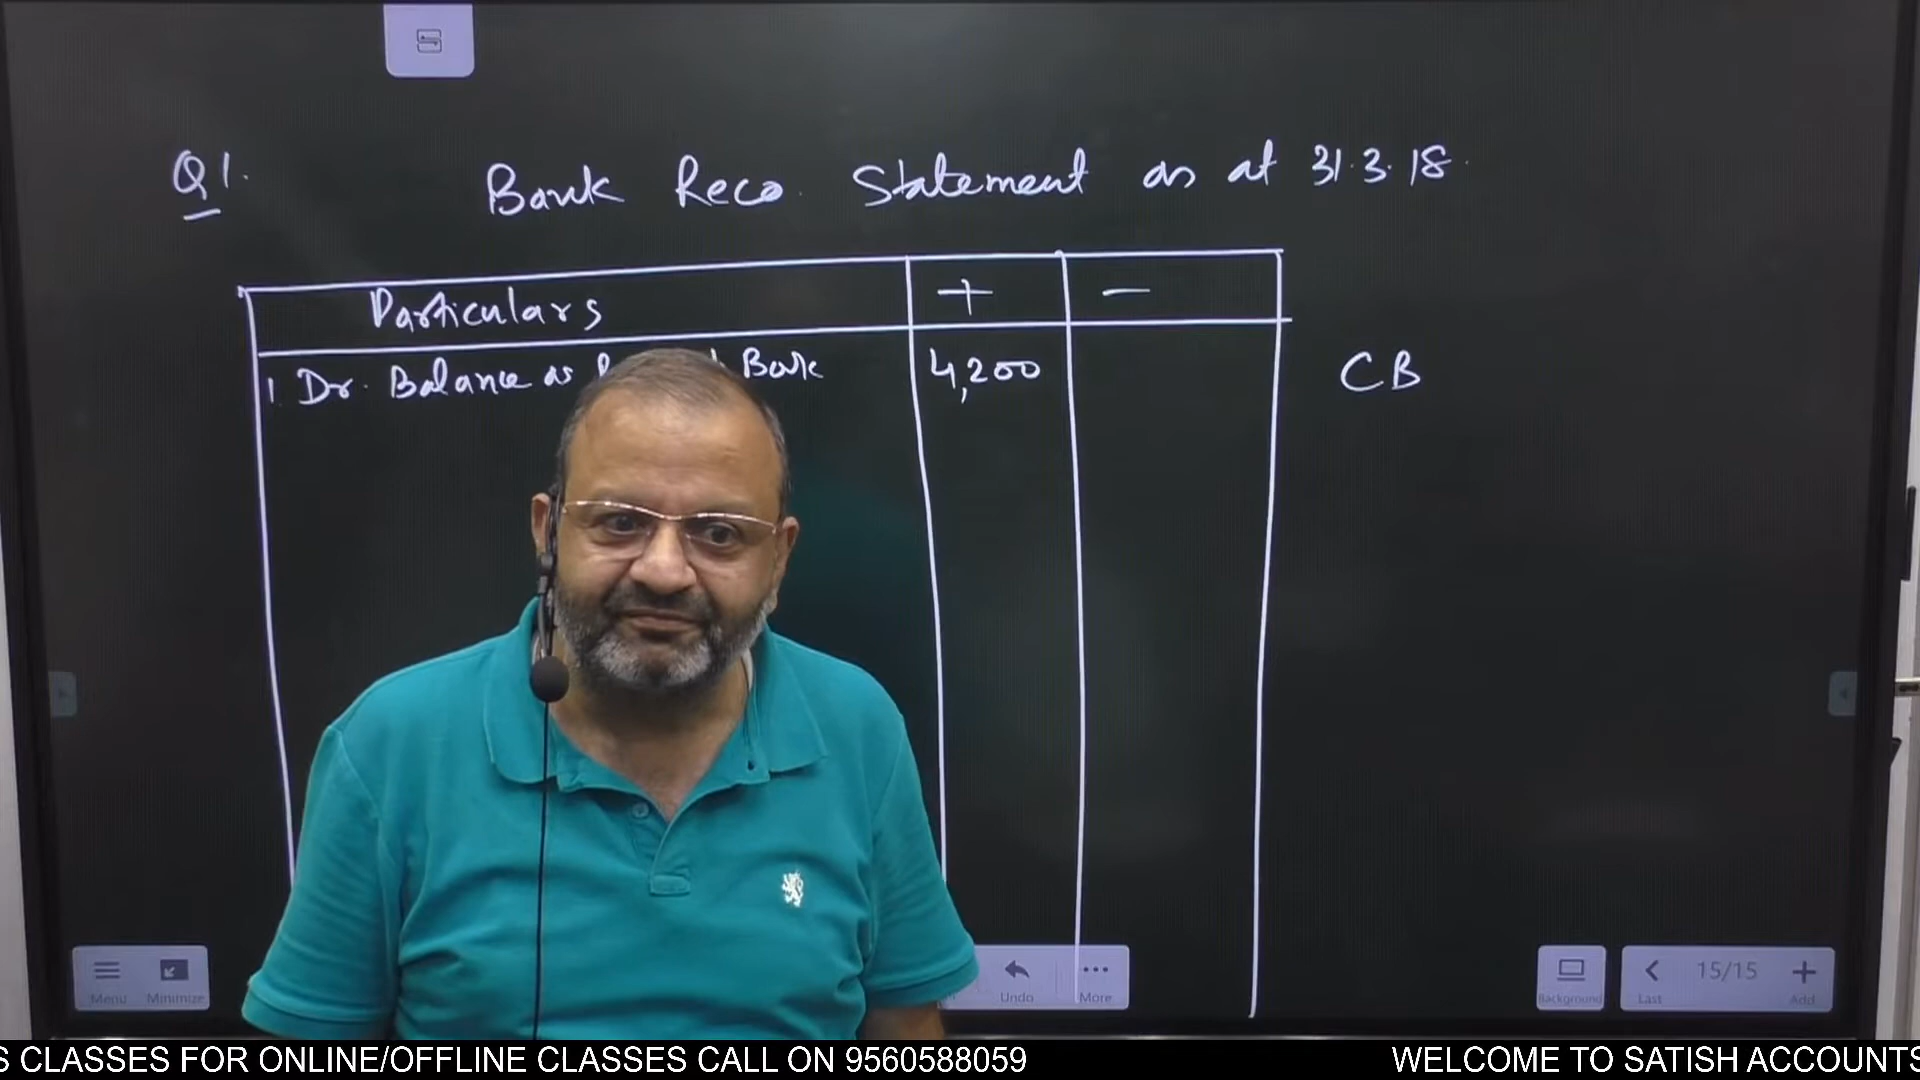 Q1.
Bank Reco. Statement as at 31.3.18.
Particulars + −
1. Dr. Balance as Bank 4,200 CB
Menu Minimize Undo More Background Last 15/15 Add
S CLASSES FOR ONLINE/OFFLINE CLASSES CALL ON 9560588059 WELCOME TO SATISH ACCOUNTS